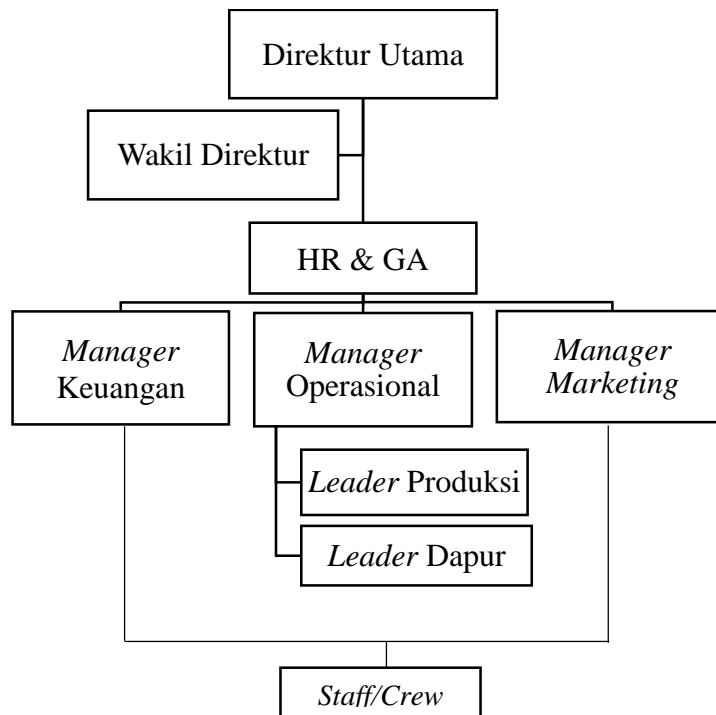 Direktur Utama
Wakil Direktur
HR & GA
Manager
Keuangan
Manager
Operasional
Manager
Marketing
Leader Produksi
Leader Dapur
Staff/Crew